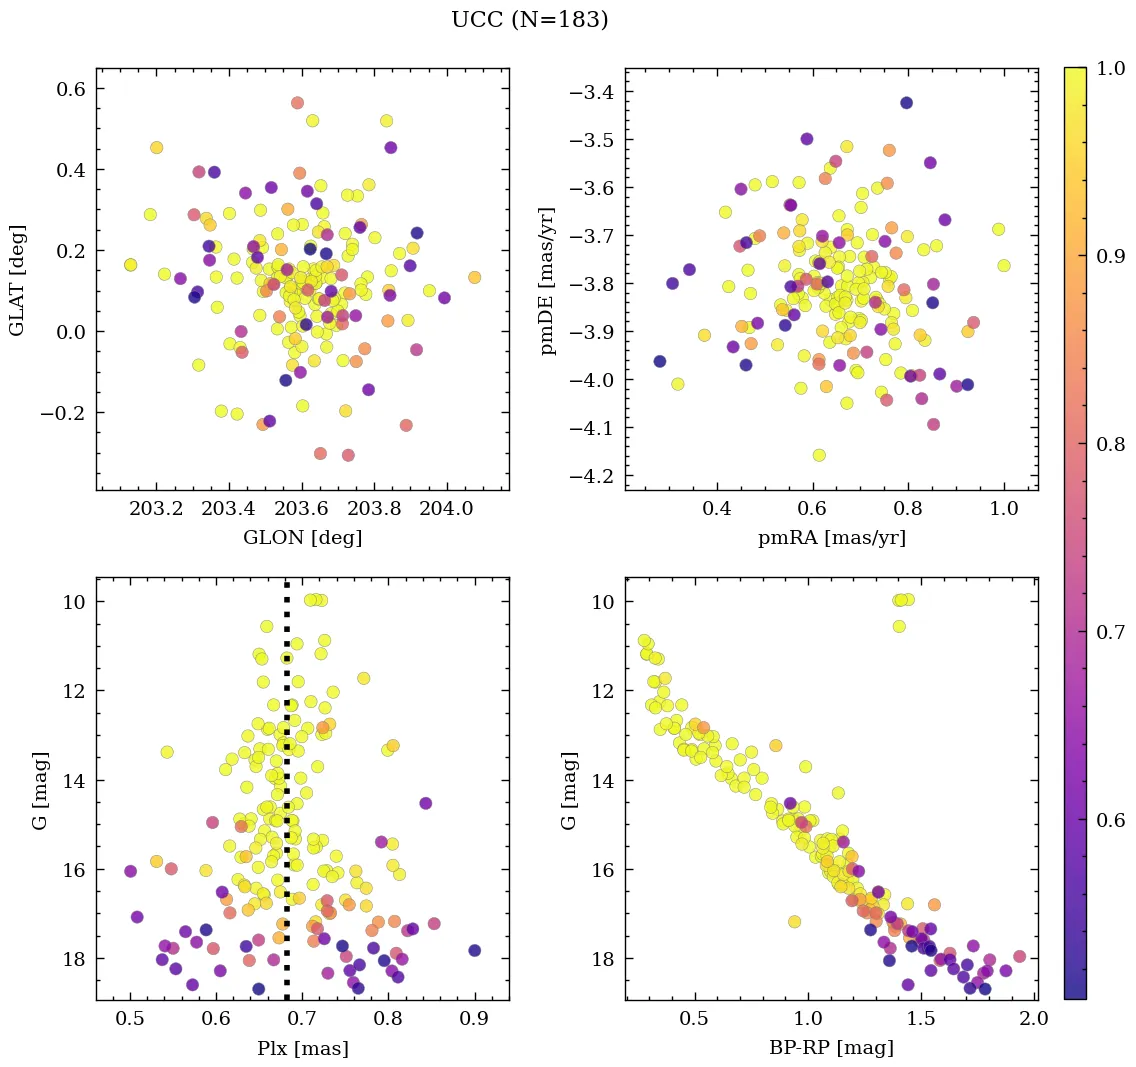 UCC (N=183)
0.6
0.4
0.2
0.0
−0.2
GLAT [deg]
203.2 203.4 203.6 203.8 204.0
GLON [deg]
−3.4
−3.5
−3.6
−3.7
−3.8
−3.9
−4.0
−4.1
−4.2
pmDE [mas/yr]
0.4 0.6 0.8 1.0
pmRA [mas/yr]
10
12
14
16
18
G [mag]
0.5 0.6 0.7 0.8 0.9
Plx [mas]
10
12
14
16
18
G [mag]
0.5 1.0 1.5 2.0
BP-RP [mag]
1.0
0.9
0.8
0.7
0.6